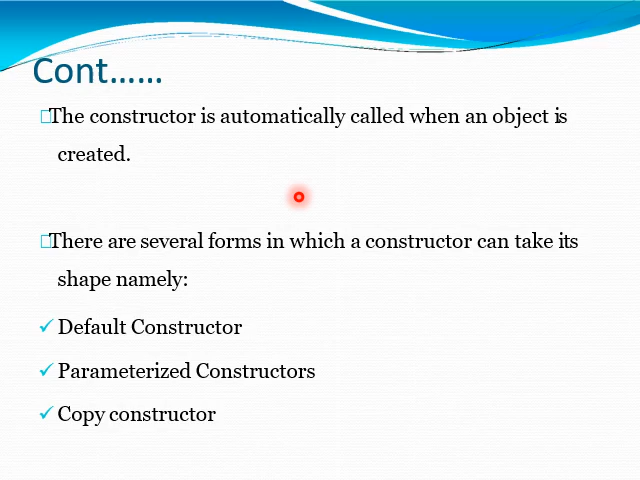 Cont……
The constructor is automatically called when an object is
created.
There are several forms in which a constructor can take its
shape namely:
✓ Default Constructor
✓ Parameterized Constructors
✓ Copy constructor